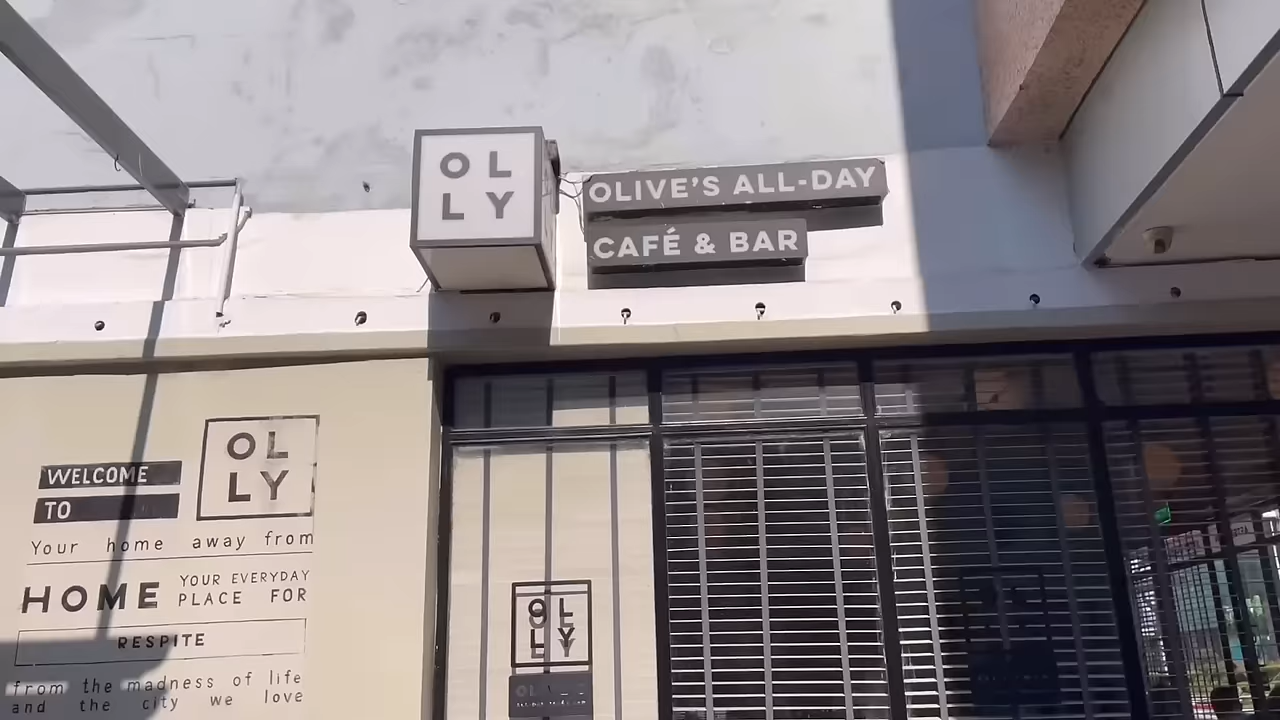 OL
LY
OLIVE'S ALL-DAY
CAFÉ & BAR
WELCOME
TO
OL
LY
Your home away from
HOME
YOUR EVERYDAY
PLACE FOR
RESPITE
from the madness of life
and the city we love
OL
LY